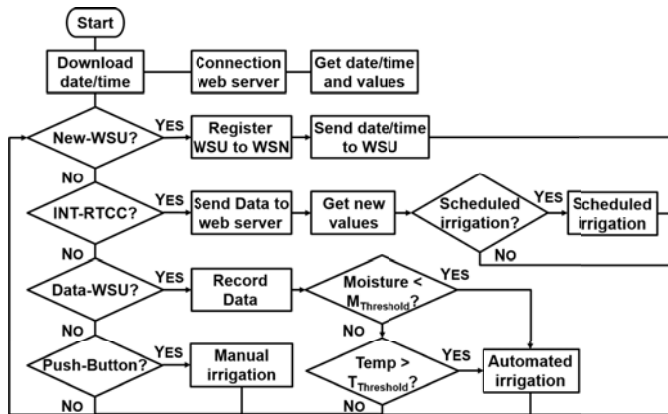 Start
Download
date/time
Connection
web server
Get date/time
and values
New-WSU?
YES
Register
WSU to WSN
Send date/time
to WSU
NO
INT-RTCC?
YES
Send Data to
web server
Get new
values
Scheduled
irrigation?
YES
Scheduled
irrigation
NO
NO
Data-WSU?
YES
Record
Data
Moisture <
MThreshold?
YES
NO
NO
Push-Button?
YES
Manual
irrigation
Temp >
TThreshold?
YES
Automated
irrigation
NO
NO